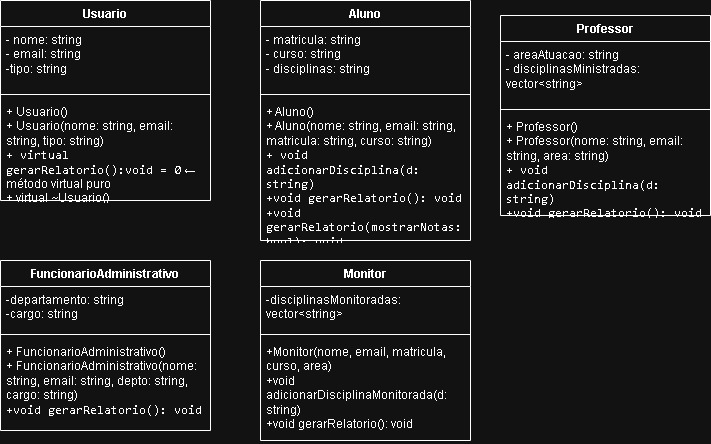 Usuario
- nome: string
- email: string
-tipo: string
+ Usuario()
+ Usuario(nome: string, email:
string, tipo: string)
+ virtual
gerarRelatorio():void = 0 ←
método virtual puro
+ virtual ~Usuario()
Aluno
- matricula: string
- curso: string
- disciplinas: string
+ Aluno()
+ Aluno(nome: string, email: string,
matricula: string, curso: string)
+ void
adicionarDisciplina(d:
string)
+void gerarRelatorio(): void
+void
gerarRelatorio(mostrarNotas:
bool): void
Professor
- areaAtuacao: string
- disciplinasMinistradas:
vector<string>
+ Professor()
+ Professor(nome: string, email:
string, area: string)
+ void
adicionarDisciplina(d:
string)
+void gerarRelatorio(): void
FuncionarioAdministrativo
-departamento: string
-cargo: string
+ FuncionarioAdministrativo()
+ FuncionarioAdministrativo(nome:
string, email: string, depto: string,
cargo: string)
+void gerarRelatorio(): void
Monitor
-disciplinasMonitoradas:
vector<string>
+Monitor(nome, email, matricula,
curso, area)
+void
adicionarDisciplinaMonitorada(d:
string)
+void gerarRelatorio(): void